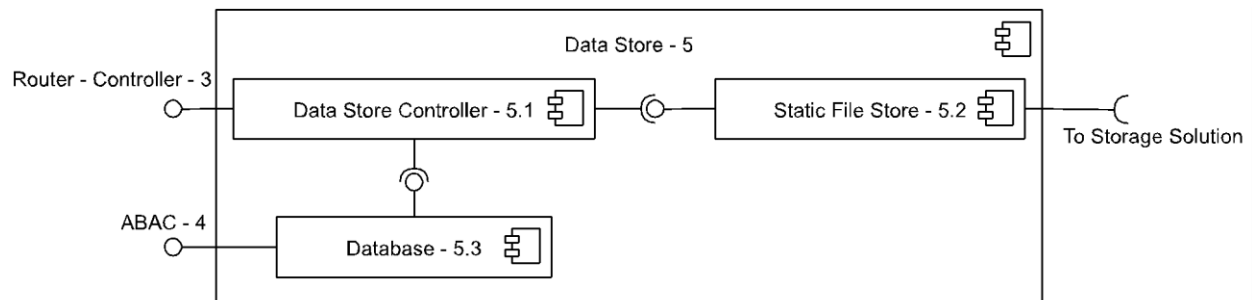 Data Store - 5
Router - Controller - 3
Data Store Controller - 5.1
Static File Store - 5.2
To Storage Solution
ABAC - 4
Database - 5.3